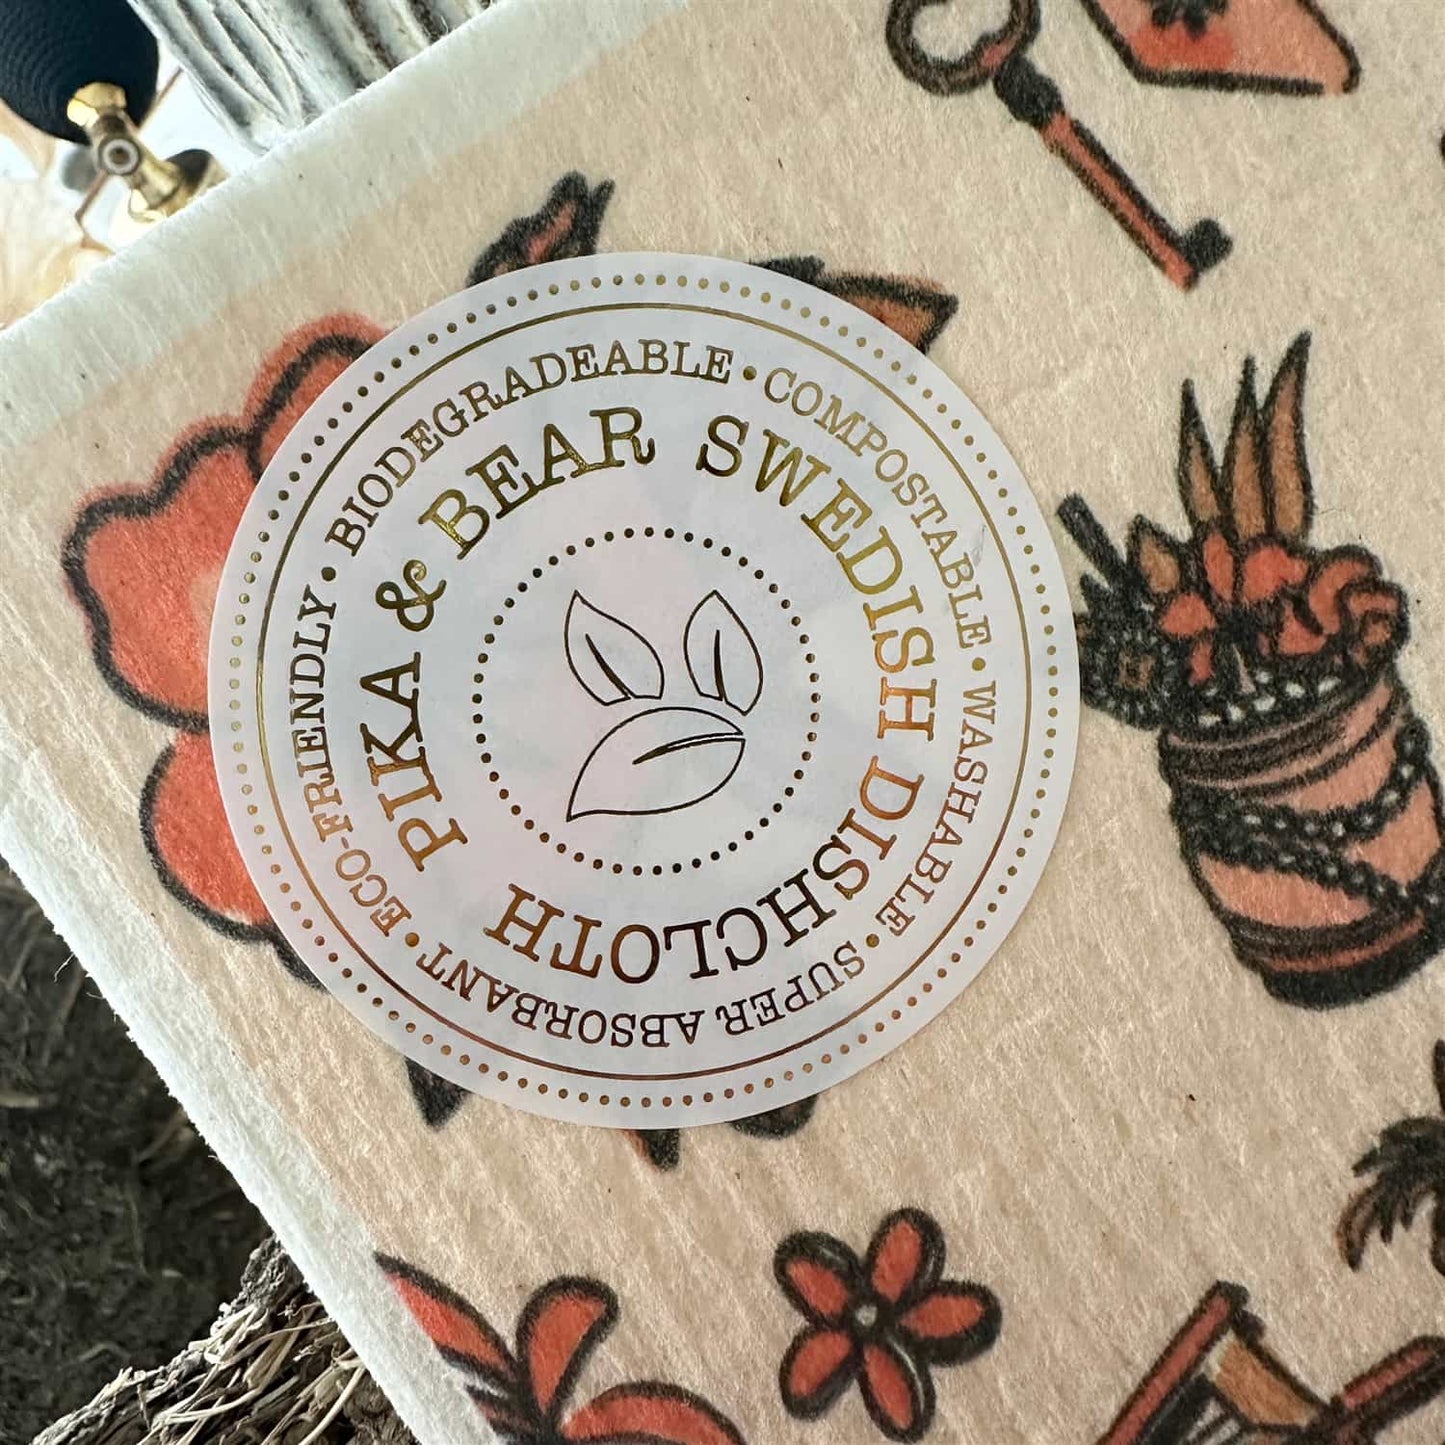 PIKA & BEAR SWEDISH DISHCLOTH
BIODEGRADEABLE • COMPOSTABLE • WASHABLE • SUPER ABSORBANT • ECO-FRIENDLY •